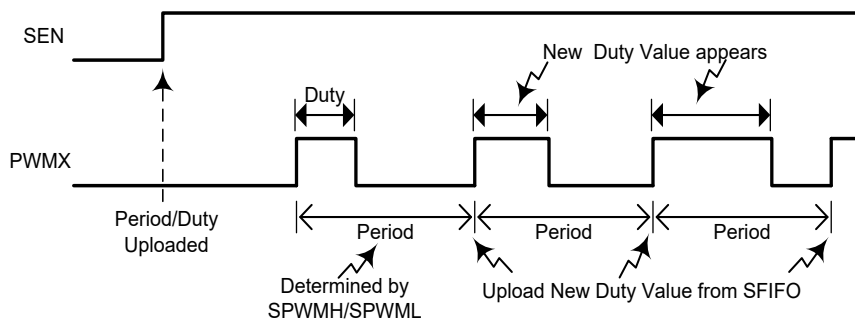 SEN
New Duty Value appears
Duty
PWMX
Period/Duty
Uploaded
Period
Period
Period
Determined by
SPWMH/SPWML
Upload New Duty Value from SFIFO